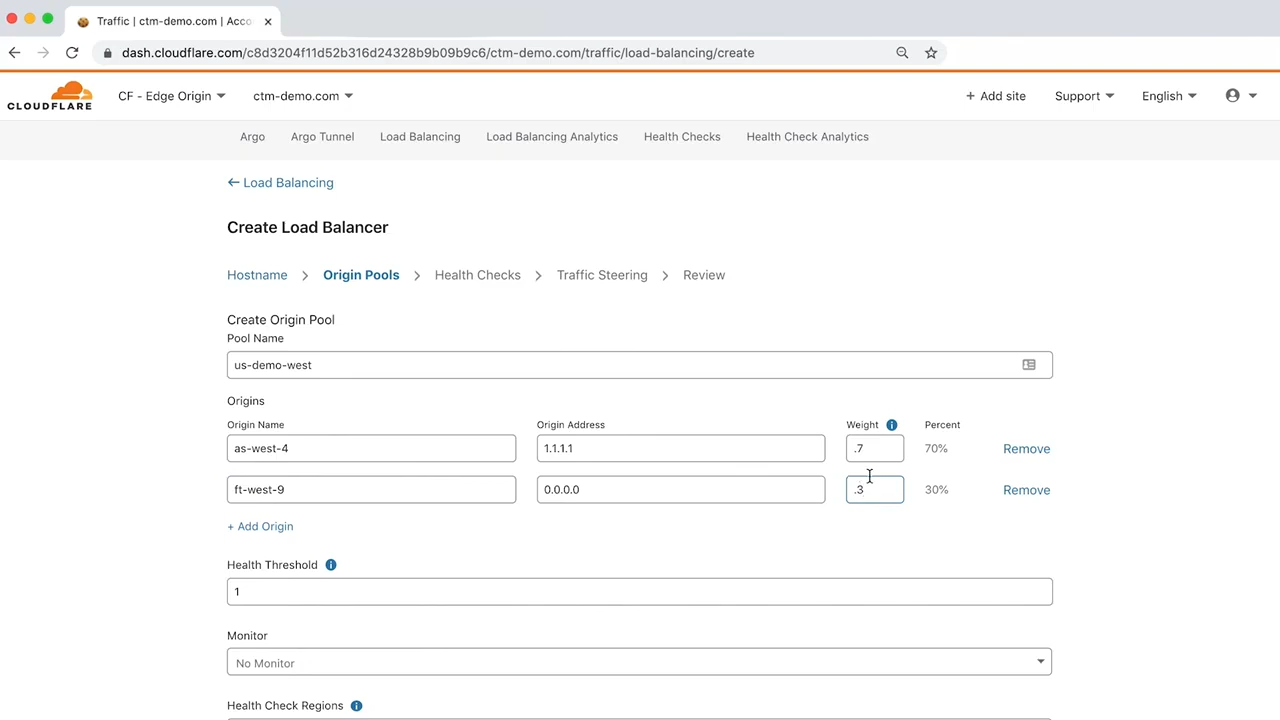 Traffic | ctm-demo.com | Acco
dash.cloudflare.com/c8d3204f11d52b316d24328b9b09b9c6/ctm-demo.com/traffic/load-balancing/create
CLOUDFLARE CF - Edge Origin ctm-demo.com + Add site Support English
Argo Argo Tunnel Load Balancing Load Balancing Analytics Health Checks Health Check Analytics
← Load Balancing
Create Load Balancer
Hostname > Origin Pools > Health Checks > Traffic Steering > Review
Create Origin Pool
Pool Name
us-demo-west
Origins
Origin Name Origin Address Weight Percent
as-west-4 1.1.1.1 .7 70% Remove
ft-west-9 0.0.0.0 .3 30% Remove
+ Add Origin
Health Threshold
1
Monitor
No Monitor
Health Check Regions